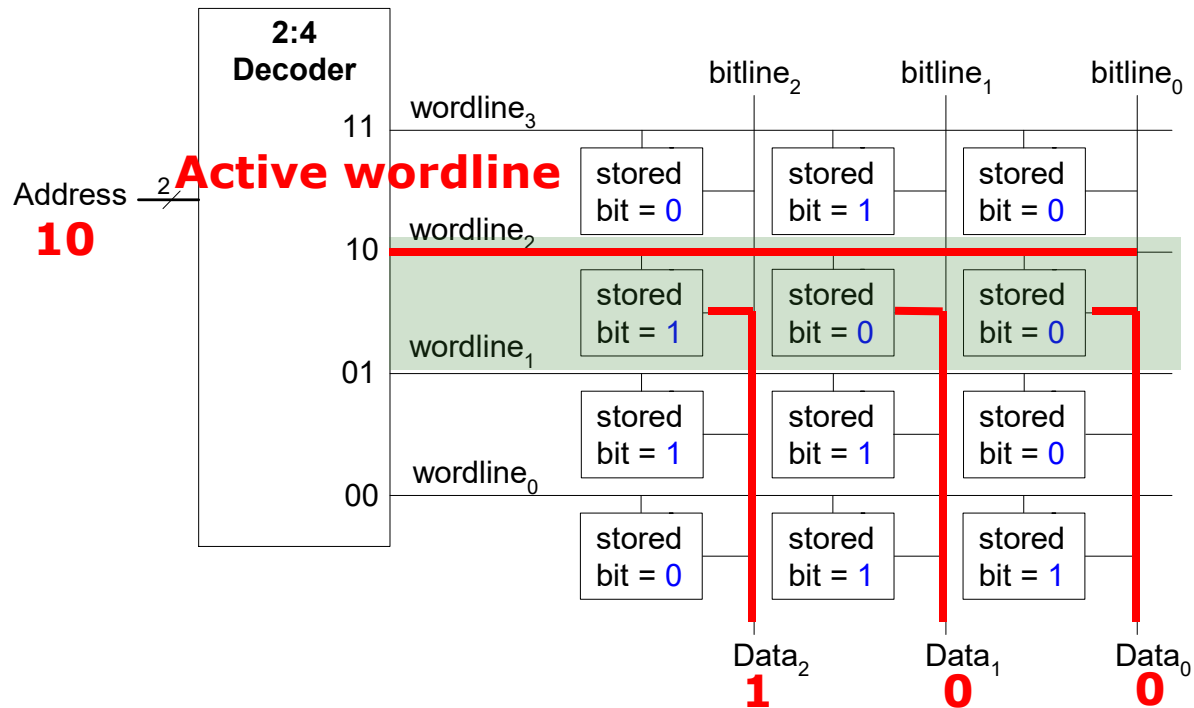 2:4
Decoder
bitline₂ bitline₁ bitline₀
wordline₃
11
Active wordline
Address 2
10
stored stored stored
bit = 0 bit = 1 bit = 0
wordline₂
10
stored stored stored
bit = 1 bit = 0 bit = 0
wordline₁
01
stored stored stored
bit = 1 bit = 1 bit = 0
wordline₀
00
stored stored stored
bit = 0 bit = 1 bit = 1
Data₂ Data₁ Data₀
1 0 0